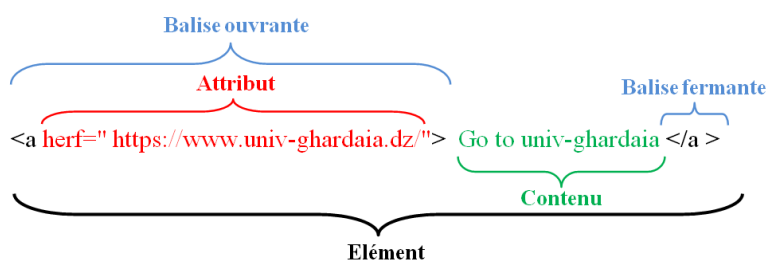 Balise ouvrante
Attribut
Balise fermante
<a herf=" https://www.univ-ghardaia.dz/"> Go to univ-ghardaia </a >
Contenu
Elément